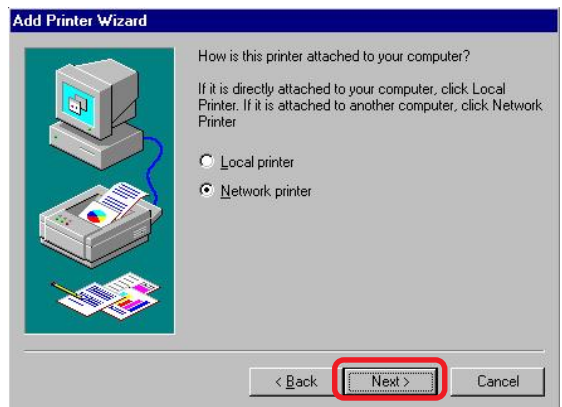 Add Printer Wizard
How is this printer attached to your computer?
If it is directly attached to your computer, click Local
Printer. If it is attached to another computer, click Network
Printer
Local printer
Network printer
< Back Next > Cancel